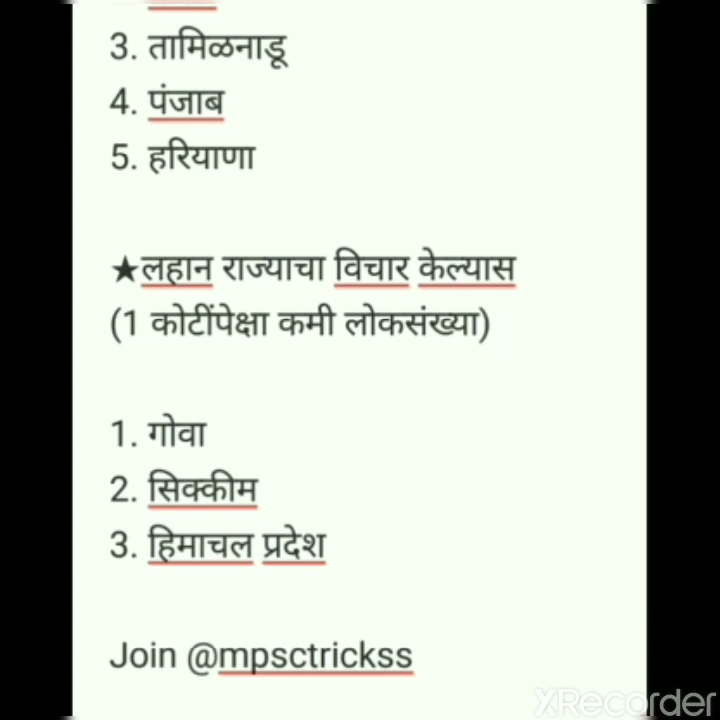 3. तामिळनाडू
4. पंजाब
5. हरियाणा
★लहान राज्याचा विचार केल्यास
(1 कोटींपेक्षा कमी लोकसंख्या)
1. गोवा
2. सिक्कीम
3. हिमाचल प्रदेश
Join @mpsctrickss
XRecorder